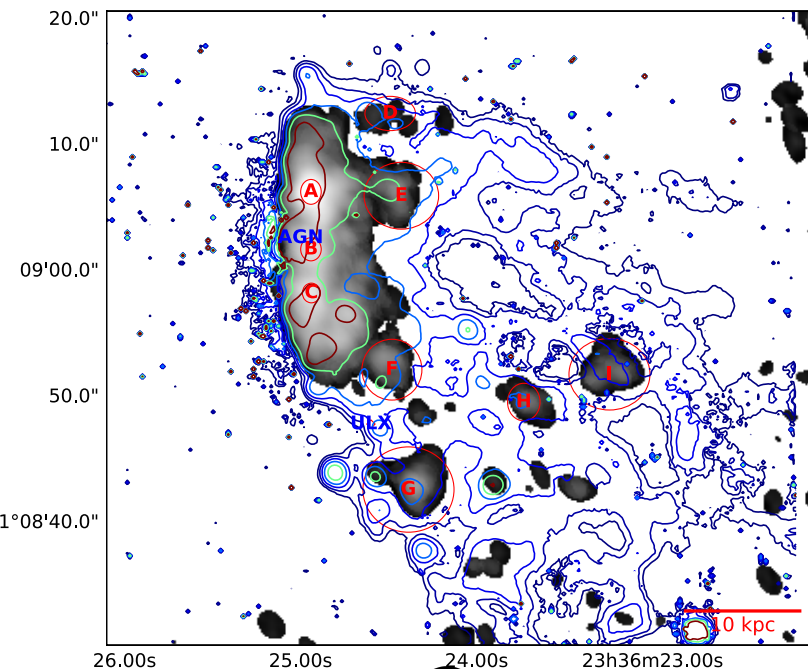 20.0"
D
10.0"
A
E
AGN
B
09'00.0"
C
F
I
50.0"
H
ULX
G
1°08'40.0"
10 kpc
26.00s 25.00s 24.00s 23h36m23.00s